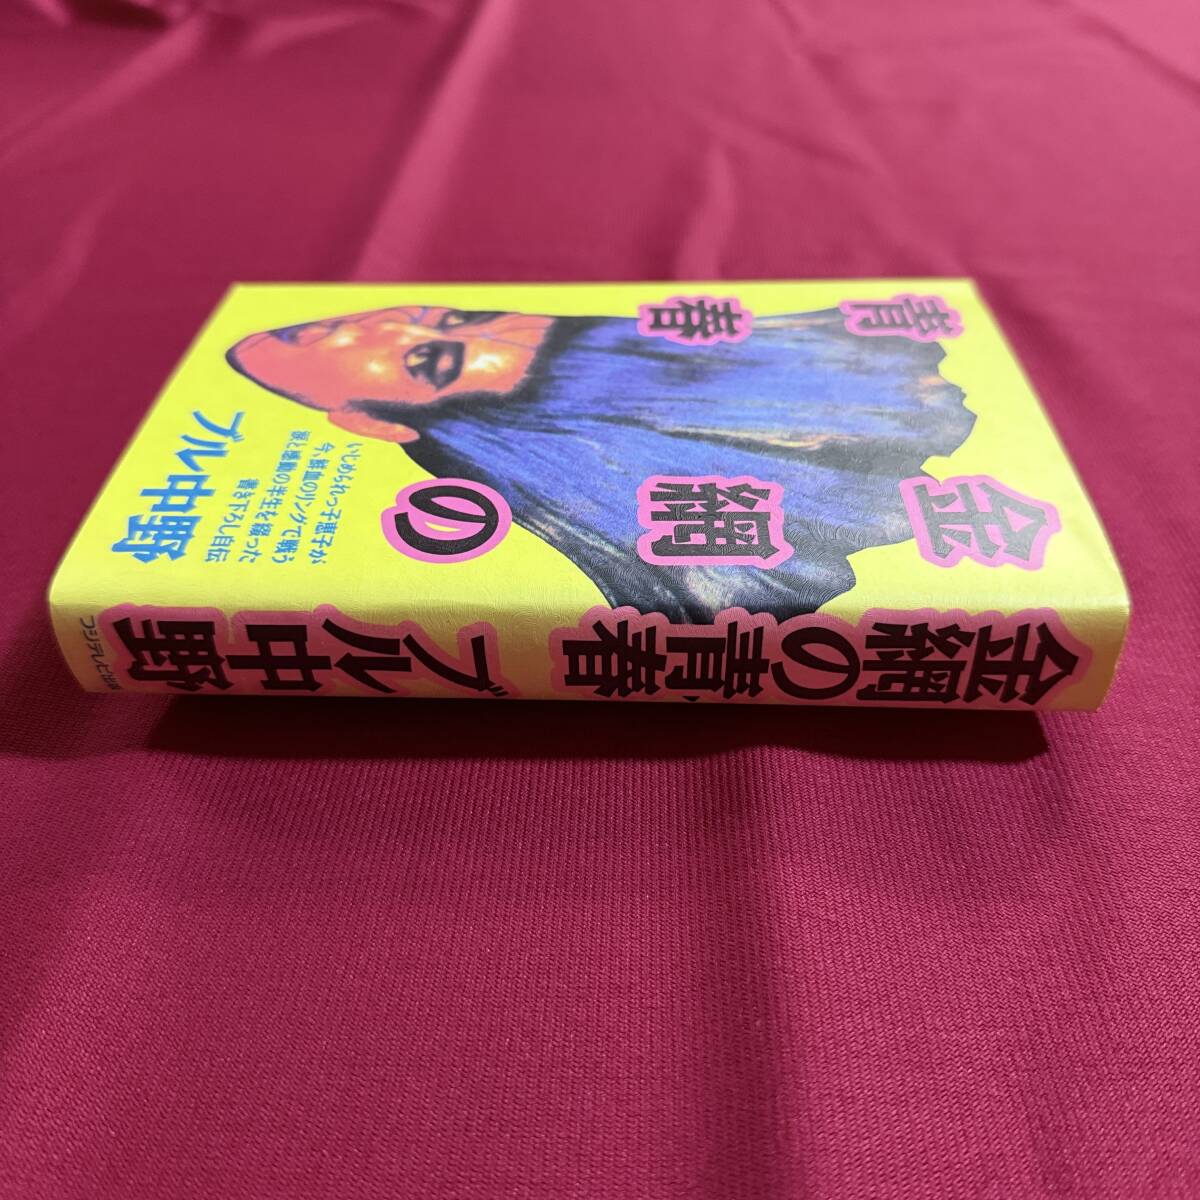 金網
の
青春
いじめられっ子恵子が
今、鮮血のリングで戦う
涙と感動の半生を綴った
書き下ろし自伝
ブル中野
金網の青春
ブル中野
フジテレビ出版